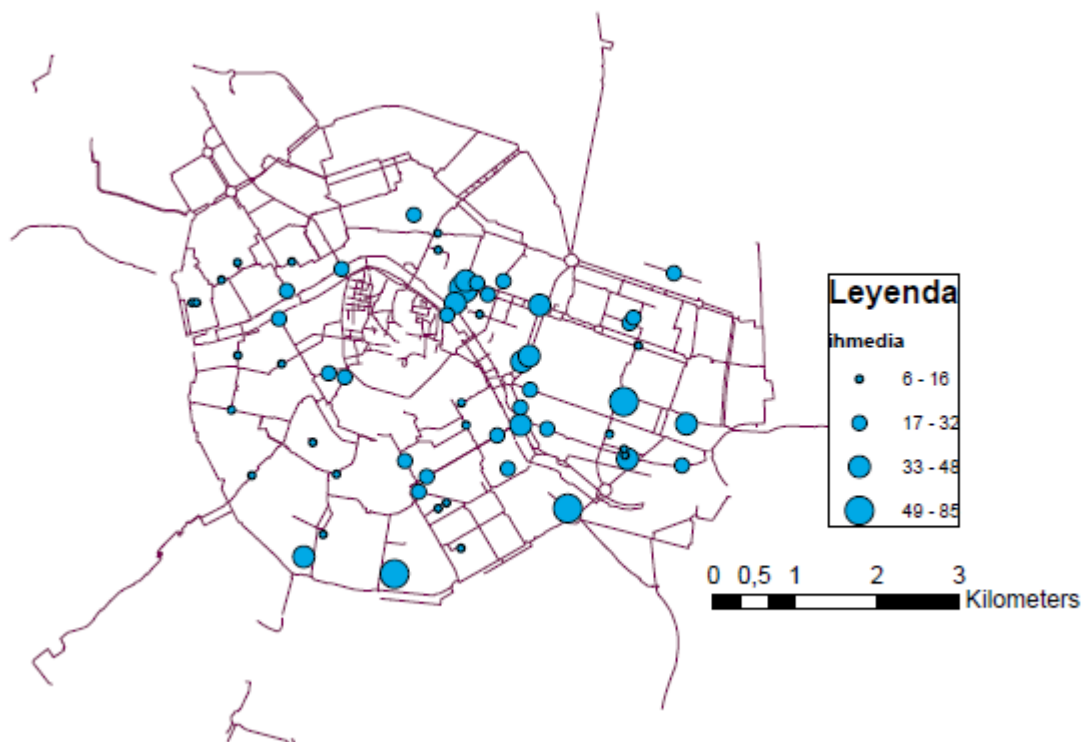 Leyenda
ihmedia
6 - 16
17 - 32
33 - 48
49 - 85
0 0,5 1 2 3
Kilometers